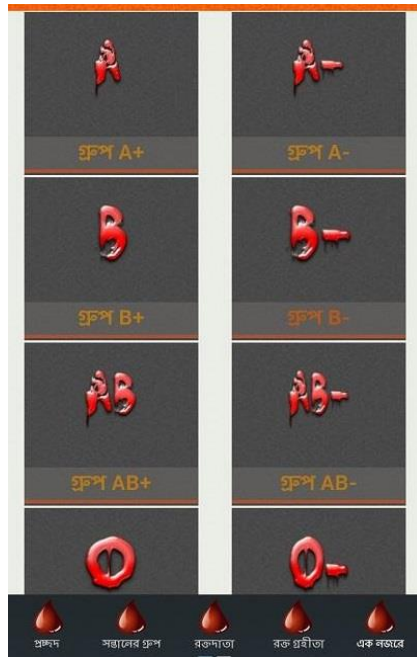 A A-
গ্রুপ A+ গ্রুপ A-
B B-
গ্রুপ B+ গ্রুপ B-
AB AB-
গ্রুপ AB+ গ্রুপ AB-
O O-
প্রচ্ছদ সন্তানের গ্রুপ রক্তদাতা রক্ত গ্রহীতা এক নজরে